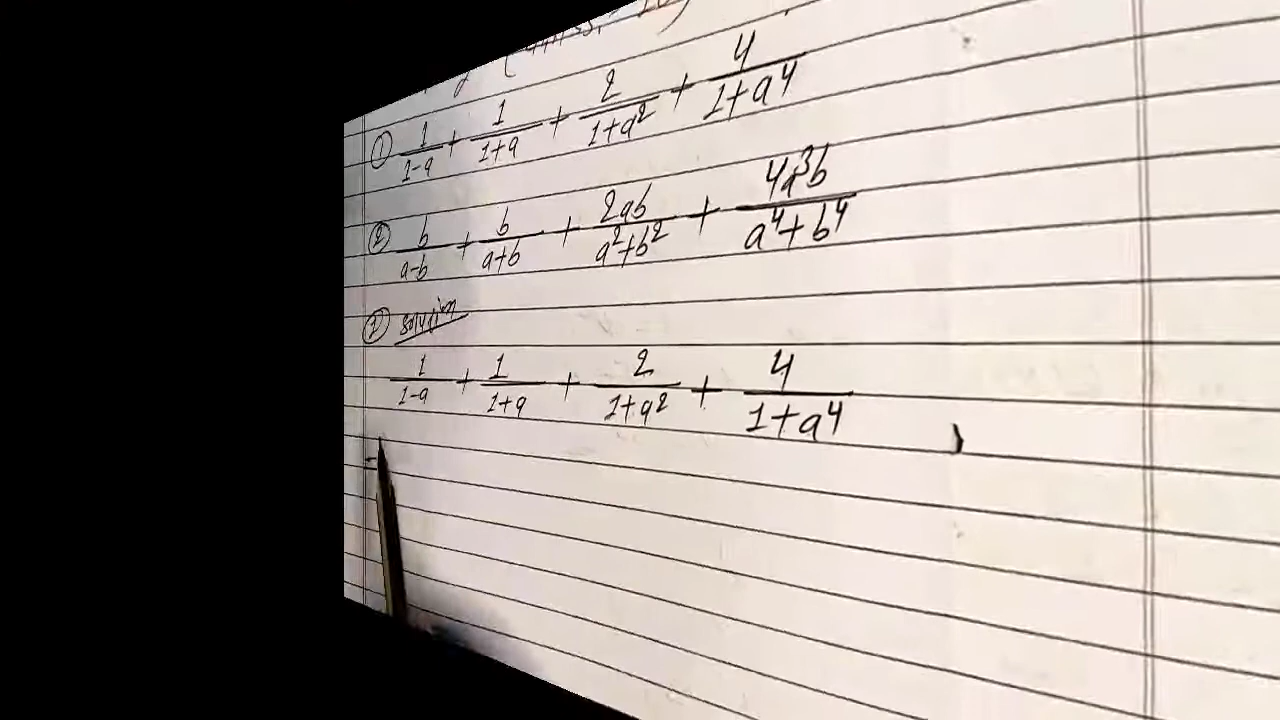 ① 1/(1-a) + 1/(1+a) + 2/(1+a²) + 4/(1+a⁴)
② b/(a-b) + b/(a+b) + 2ab/(a²+b²) + 4a³b/(a⁴+b⁴)
① Solution
1/(1-a) + 1/(1+a) + 2/(1+a²) + 4/(1+a⁴)